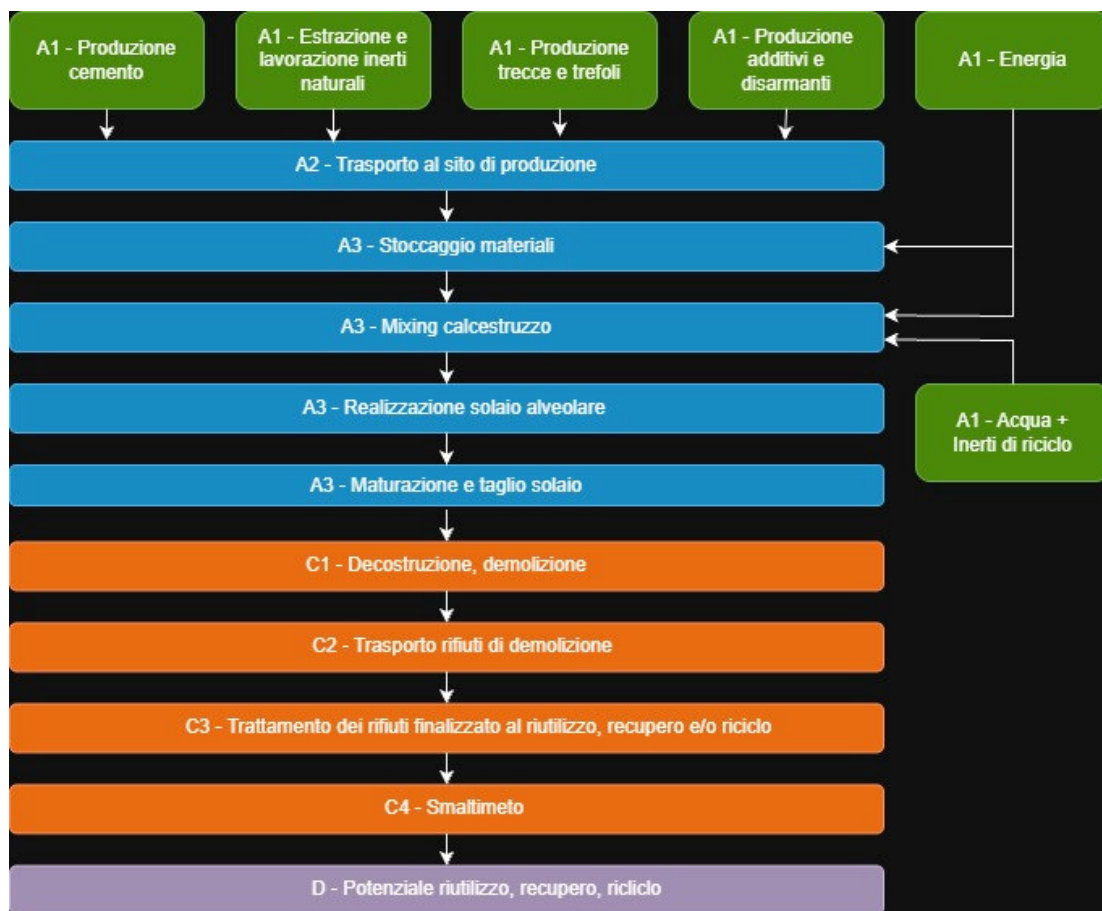 A1 - Produzione
cemento
A1 - Estrazione e
lavorazione inerti
naturali
A1 - Produzione
trecce e trefoli
A1 - Produzione
additivi e
disarmanti
A1 - Energia
A2 - Trasporto al sito di produzione
A3 - Stoccaggio materiali
A3 - Mixing calcestruzzo
A3 - Realizzazione solaio alveolare
A1 - Acqua +
Inerti di riciclo
A3 - Maturazione e taglio solaio
C1 - Decostruzione, demolizione
C2 - Trasporto rifiuti di demolizione
C3 - Trattamento dei rifiuti finalizzato al riutilizzo, recupero e/o riciclo
C4 - Smaltimeto
D - Potenziale riutilizzo, recupero, ricliclo